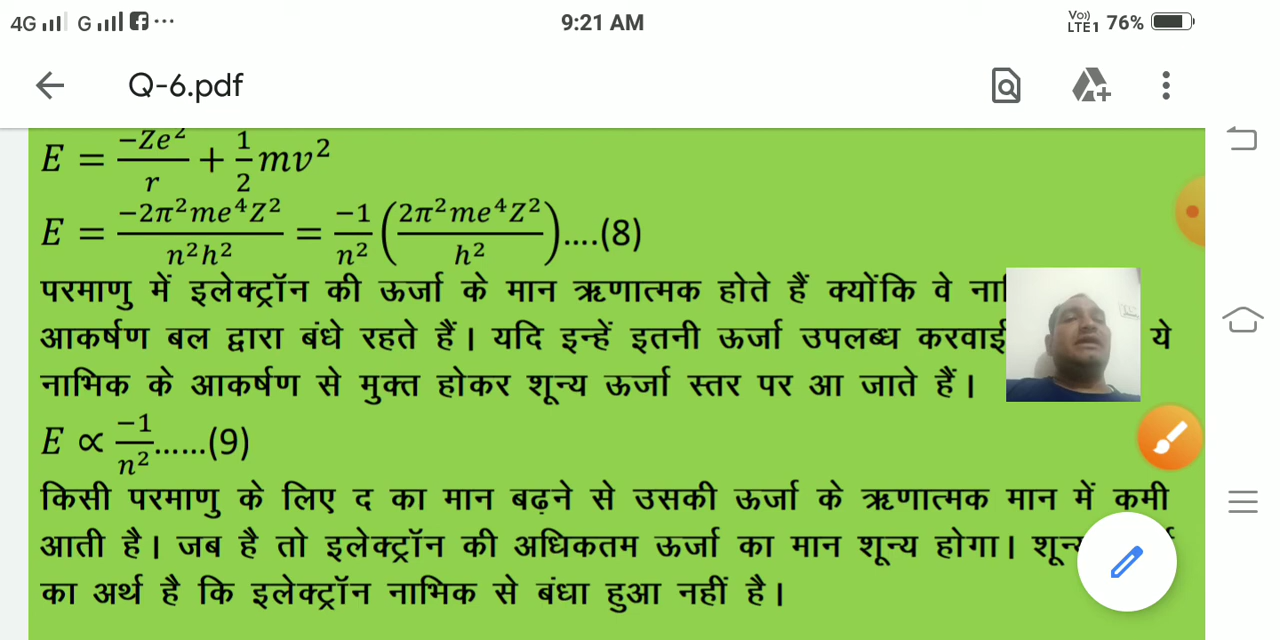 4G G ... 9:21 AM Vo)) LTE1 76%
Q-6.pdf
E = −Ze²/r + 1/2 mv²
E = −2π²me⁴Z²/n²h² = −1/n² (2π²me⁴Z²/h²)....(8)
परमाणु में इलेक्ट्रॉन की ऊर्जा के मान ऋणात्मक होते हैं क्योंकि वे
आकर्षण बल द्वारा बंधे रहते हैं। यदि इन्हें इतनी ऊर्जा उपलब्ध करवाई ये
नाभिक के आकर्षण से मुक्त होकर शून्य ऊर्जा स्तर पर आ जाते हैं।
E ∝ −1/n²......(9)
किसी परमाणु के लिए द का मान बढ़ने से उसकी ऊर्जा के ऋणात्मक मान में कमी
आती है। जब है तो इलेक्ट्रॉन की अधिकतम ऊर्जा का मान शून्य होगा।
का अर्थ है कि इलेक्ट्रॉन नाभिक से बंधा हुआ नहीं है।